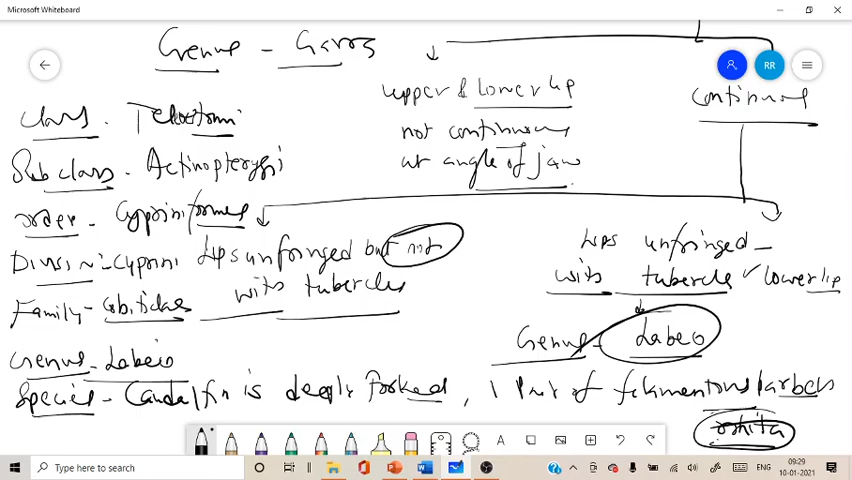 Microsoft Whiteboard
Genus - Garra
upper & lower lip
not continuous
at angle of jaw
continuous
RR
Class. Teleostomi
Sub class - Actinopterygii
order - Cypriniformes
Division - Cyprini
Lips unfringed but not
with tubercles
Lips unfringed -
with tubercle ✓ lower lip
Family - Cobitidae
Genus - Labeo
Genus - Labeio
Species - Caudal fin is deeply forked, 1 Pair of filamentous barbels
rohita
Type here to search
ENG
09:29
10-01-2021